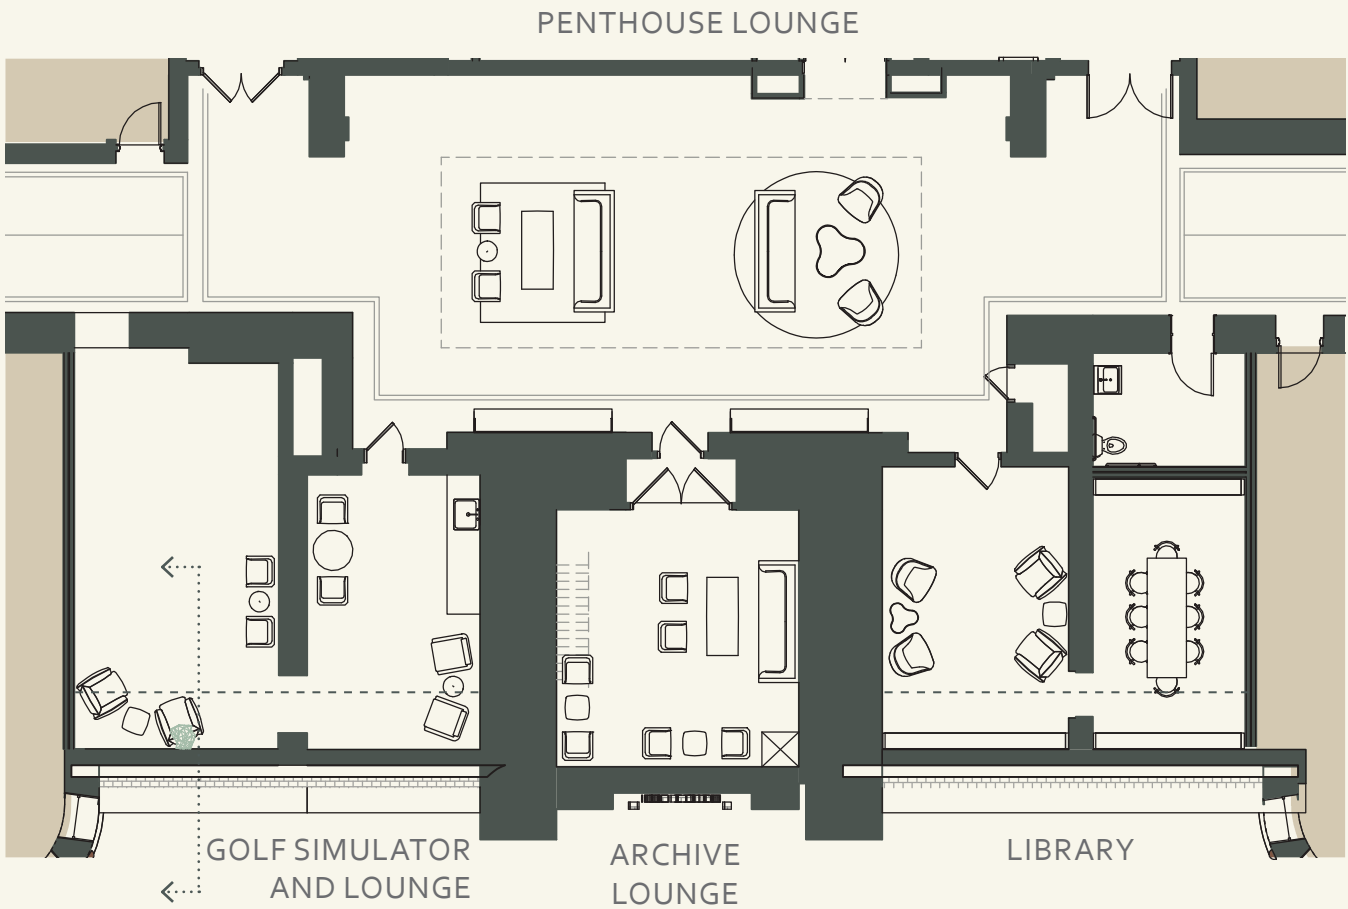 PENTHOUSE LOUNGE
GOLF SIMULATOR
AND LOUNGE
ARCHIVE
LOUNGE
LIBRARY